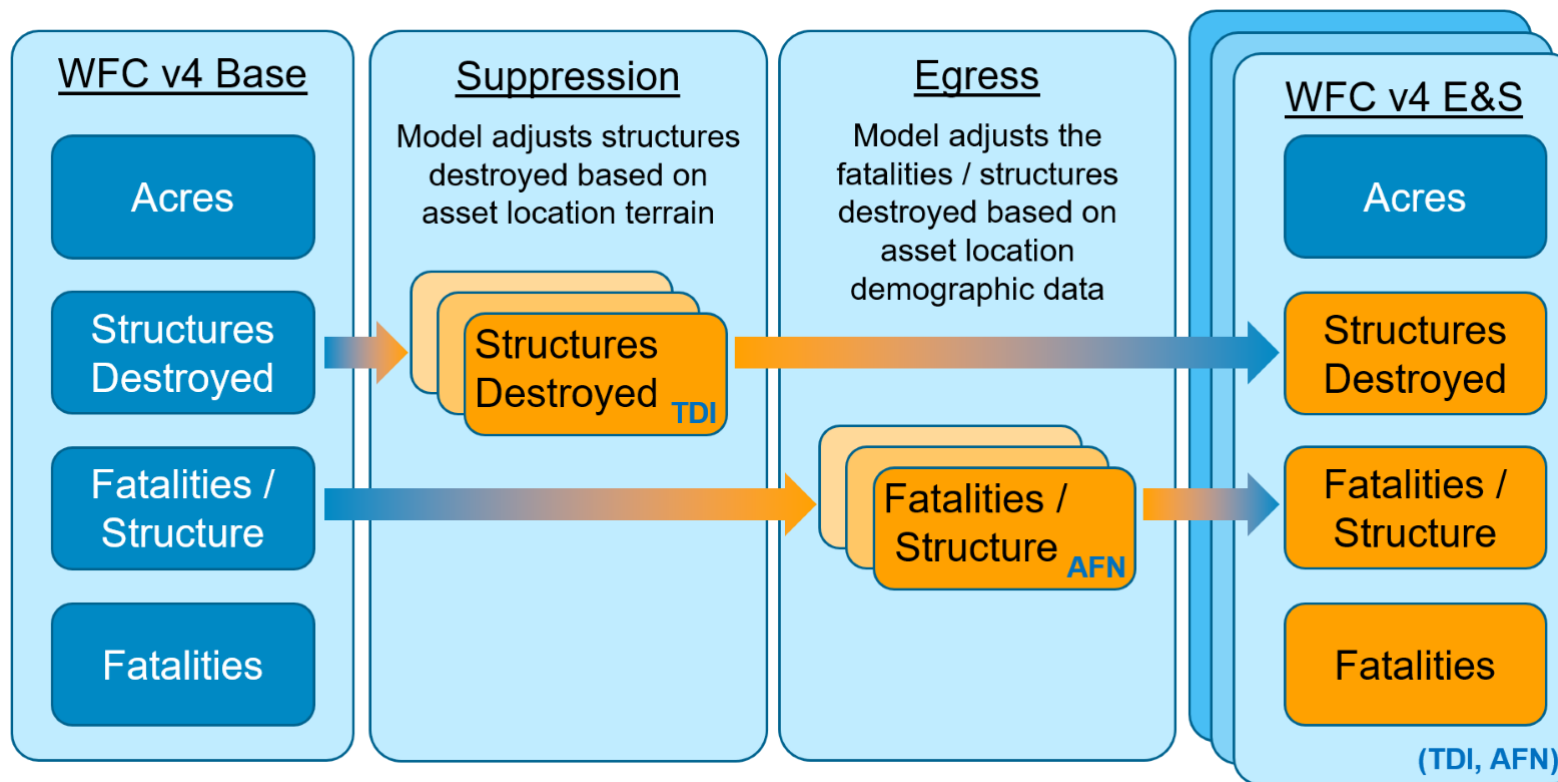 WFC v4 Base
Acres
Structures
Destroyed
Fatalities /
Structure
Fatalities
Suppression
Model adjusts structures
destroyed based on
asset location terrain
Structures
Destroyed TDI
Egress
Model adjusts the
fatalities / structures
destroyed based on
asset location
demographic data
Fatalities /
Structure AFN
WFC v4 E&S
Acres
Structures
Destroyed
Fatalities /
Structure
Fatalities
(TDI, AFN)